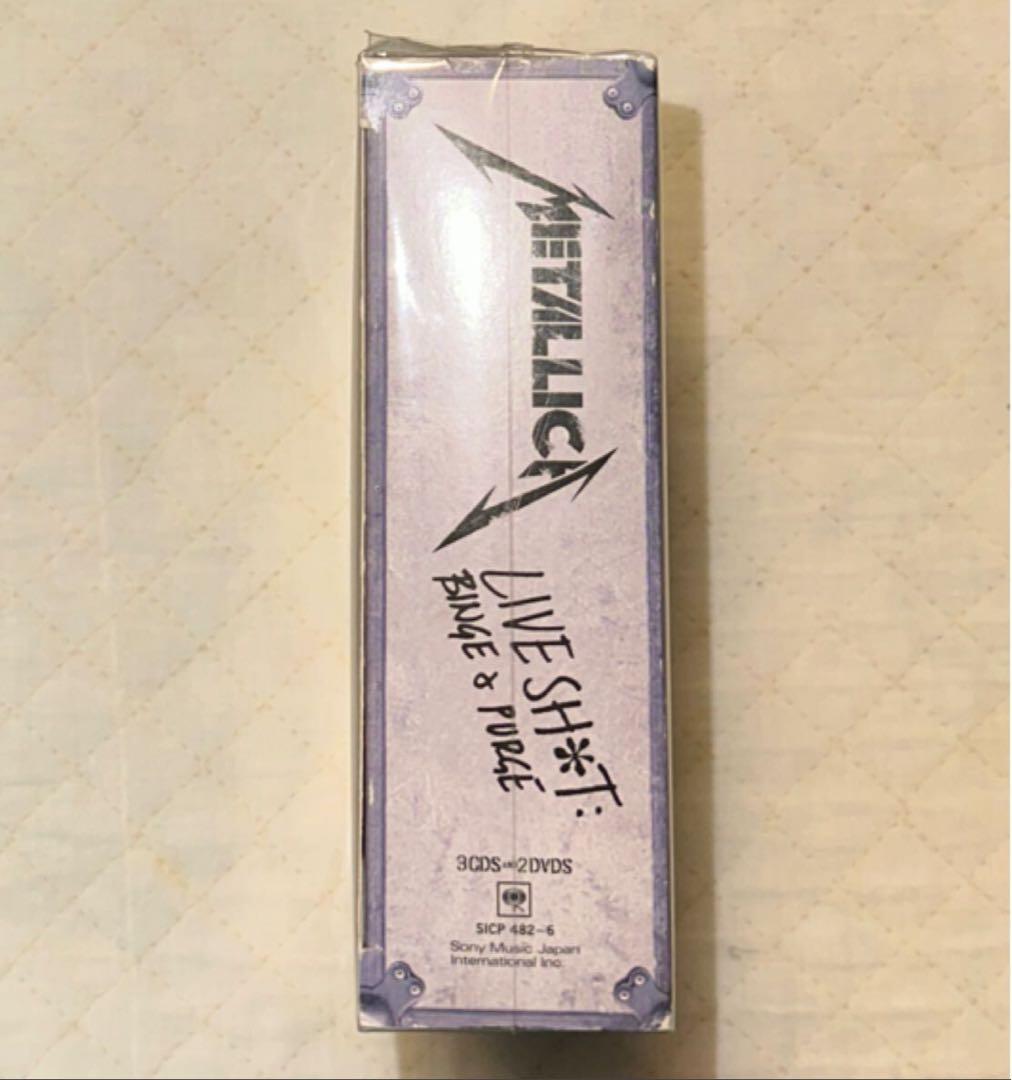 METALLICA
LIVE SH*T:
BINGE & PURGE
3CDS AND 2DVDS
SICP 482-6
Sony Music Japan
International Inc.